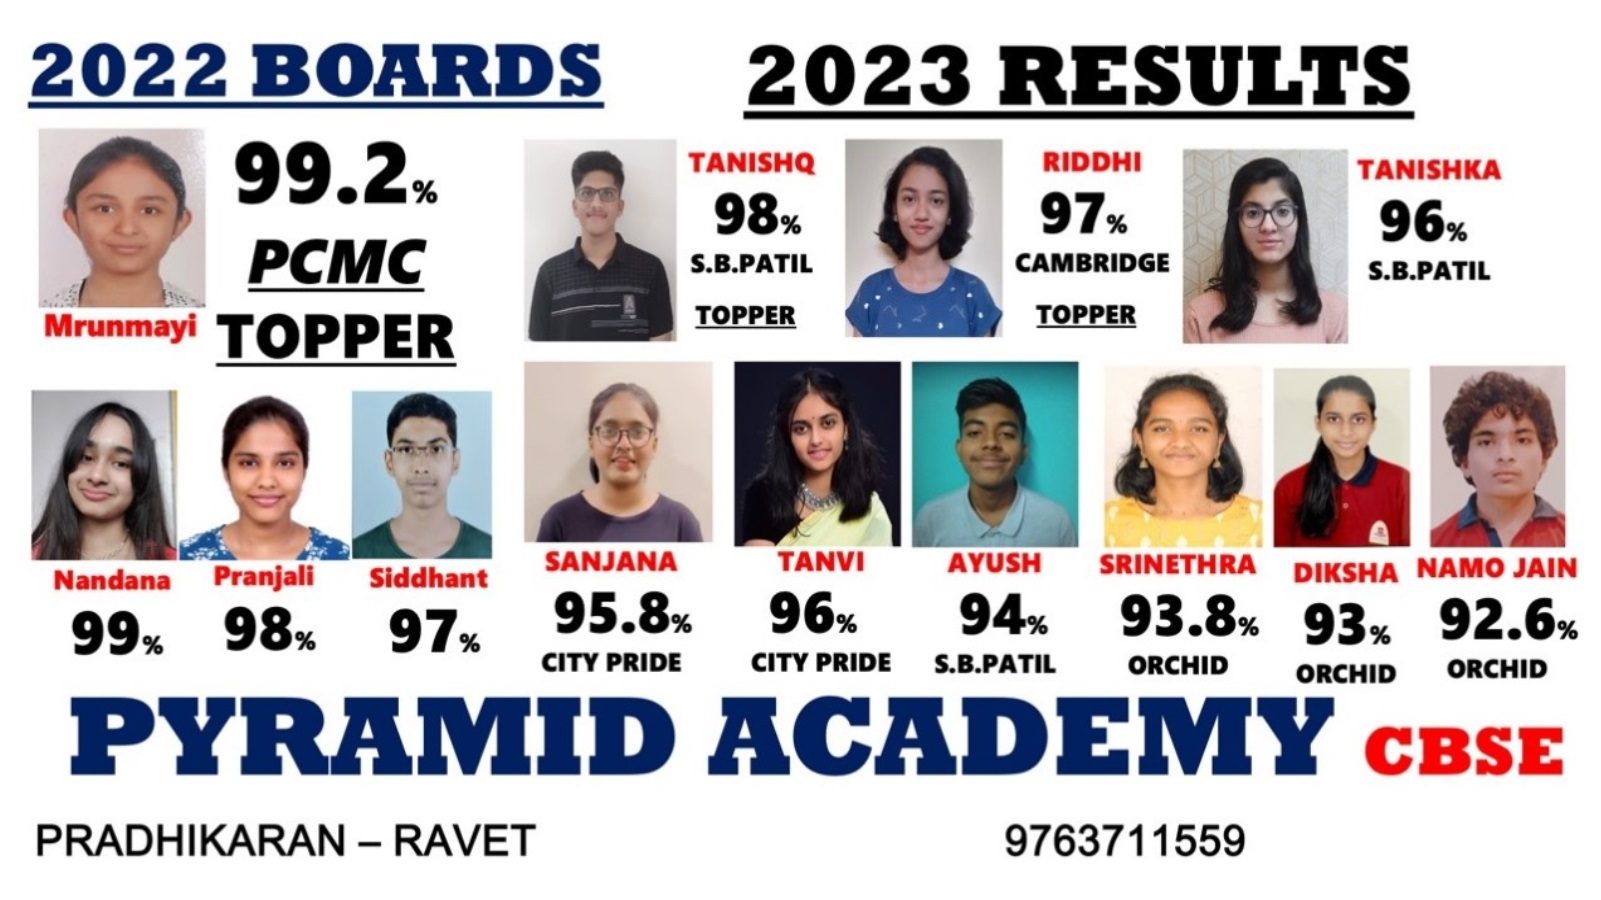 2022 BOARDS
99.2%
PCMC
TOPPER
Mrunmayi
Nandana
99%
Pranjali
98%
Siddhant
97%
2023 RESULTS
TANISHQ
98%
S.B.PATIL
TOPPER
RIDDHI
97%
CAMBRIDGE
TOPPER
TANISHKA
96%
S.B.PATIL
SANJANA
95.8%
CITY PRIDE
TANVI
96%
CITY PRIDE
AYUSH
94%
S.B.PATIL
SRINETHRA
93.8%
ORCHID
DIKSHA
93%
ORCHID
NAMO JAIN
92.6%
ORCHID
PYRAMID ACADEMY CBSE
PRADHIKARAN – RAVET
9763711559